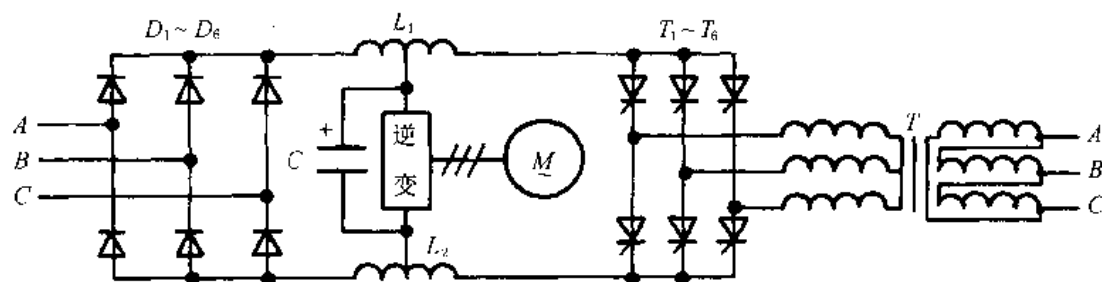 D₁~D₆
L₁
T₁~T₆
A
B
C
+
C
逆
变
M
~
T
A
B
C
L₂